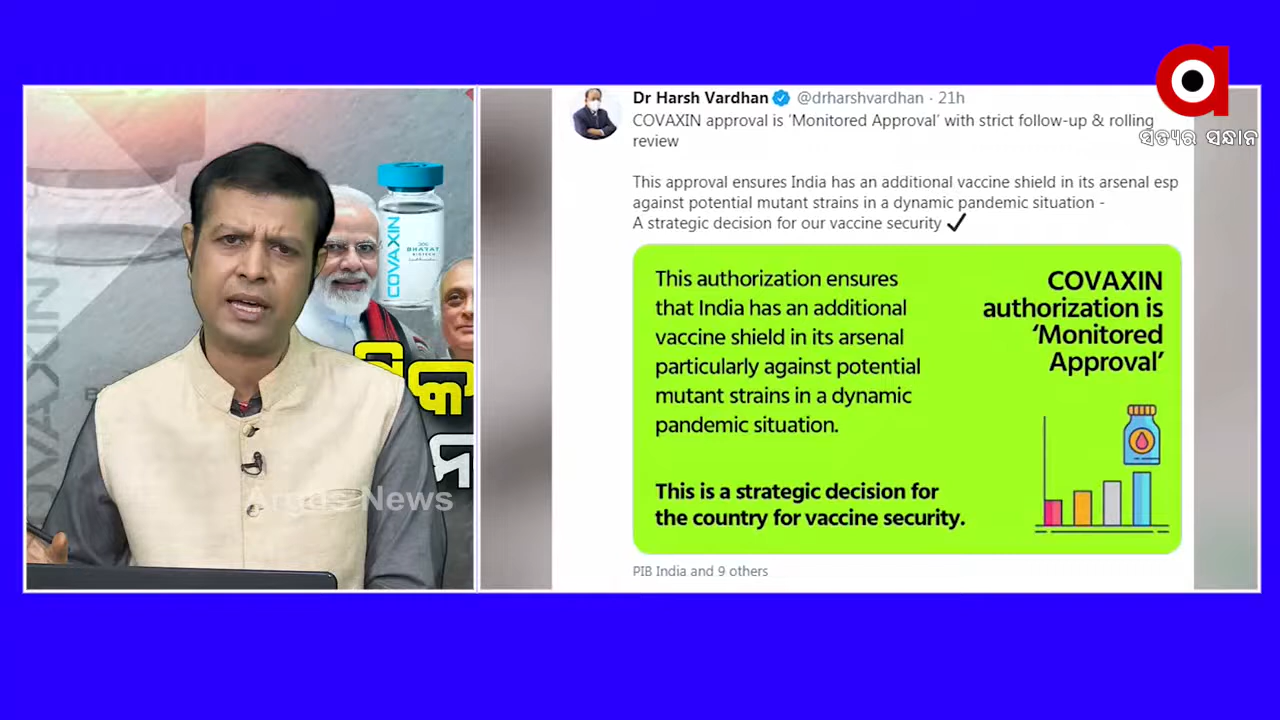 ସତ୍ୟର ସନ୍ଧାନ
Dr Harsh Vardhan @drharshvardhan · 21h
COVAXIN approval is ‘Monitored Approval’ with strict follow-up & rolling
review
This approval ensures India has an additional vaccine shield in its arsenal esp
against potential mutant strains in a dynamic pandemic situation -
A strategic decision for our vaccine security ✔
This authorization ensures
that India has an additional
vaccine shield in its arsenal
particularly against potential
mutant strains in a dynamic
pandemic situation.
This is a strategic decision for
the country for vaccine security.
COVAXIN
authorization is
‘Monitored
Approval’
PIB India and 9 others
COVAXIN
BHARAT
Argus News